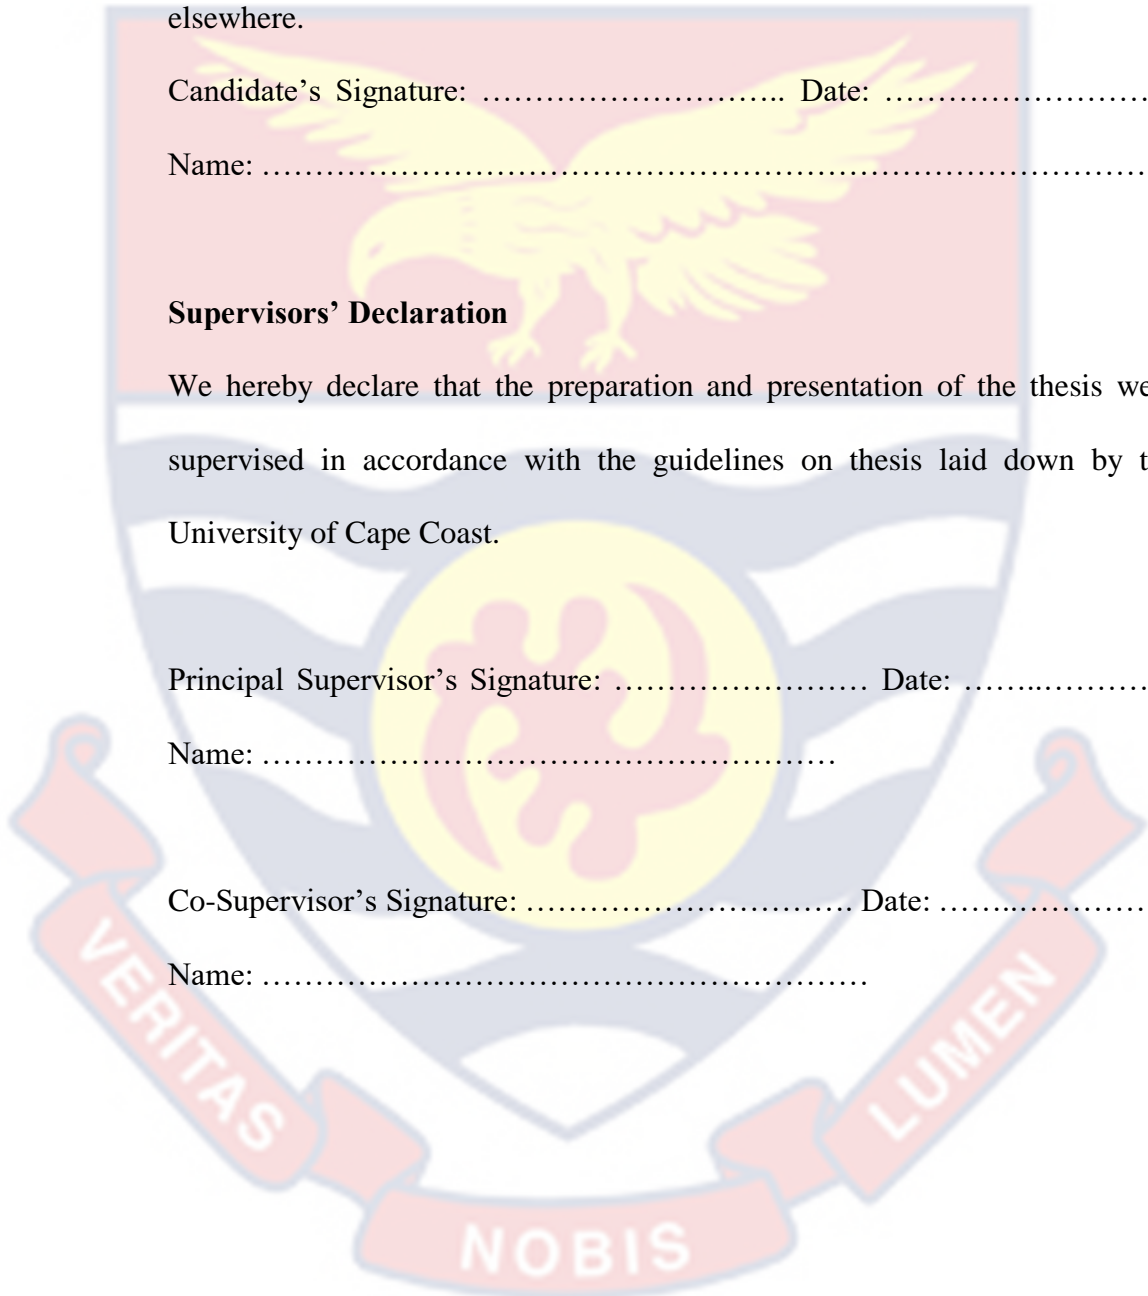 elsewhere.
Candidate’s Signature: ……………………….. Date: …………………….
Name: ………………………………………………………………………….
Supervisors’ Declaration
We hereby declare that the preparation and presentation of the thesis we
supervised in accordance with the guidelines on thesis laid down by t
University of Cape Coast.
Principal Supervisor’s Signature: …………………… Date: ……..……….
Name: ………………………………………………
Co-Supervisor’s Signature: …………………………. Date: ……..………….
Name: …………………………………………………
VERITAS
NOBIS
LUMEN